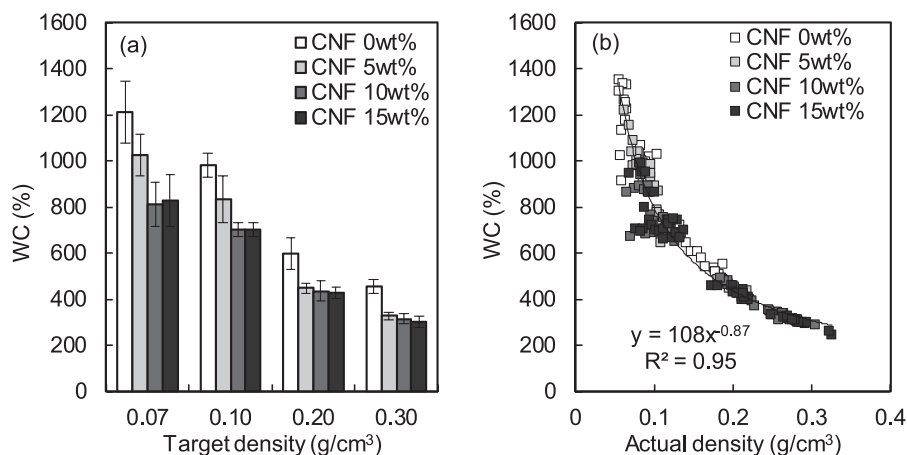 (a)
CNF 0wt%
CNF 5wt%
CNF 10wt%
CNF 15wt%
WC (%)
1600
1400
1200
1000
800
600
400
200
0
0.07 0.10 0.20 0.30
Target density (g/cm³)
(b)
CNF 0wt%
CNF 5wt%
CNF 10wt%
CNF 15wt%
WC (%)
1600
1400
1200
1000
800
600
400
200
0
y = 108x⁻⁰·⁸⁷
R² = 0.95
0 0.1 0.2 0.3 0.4
Actual density (g/cm³)